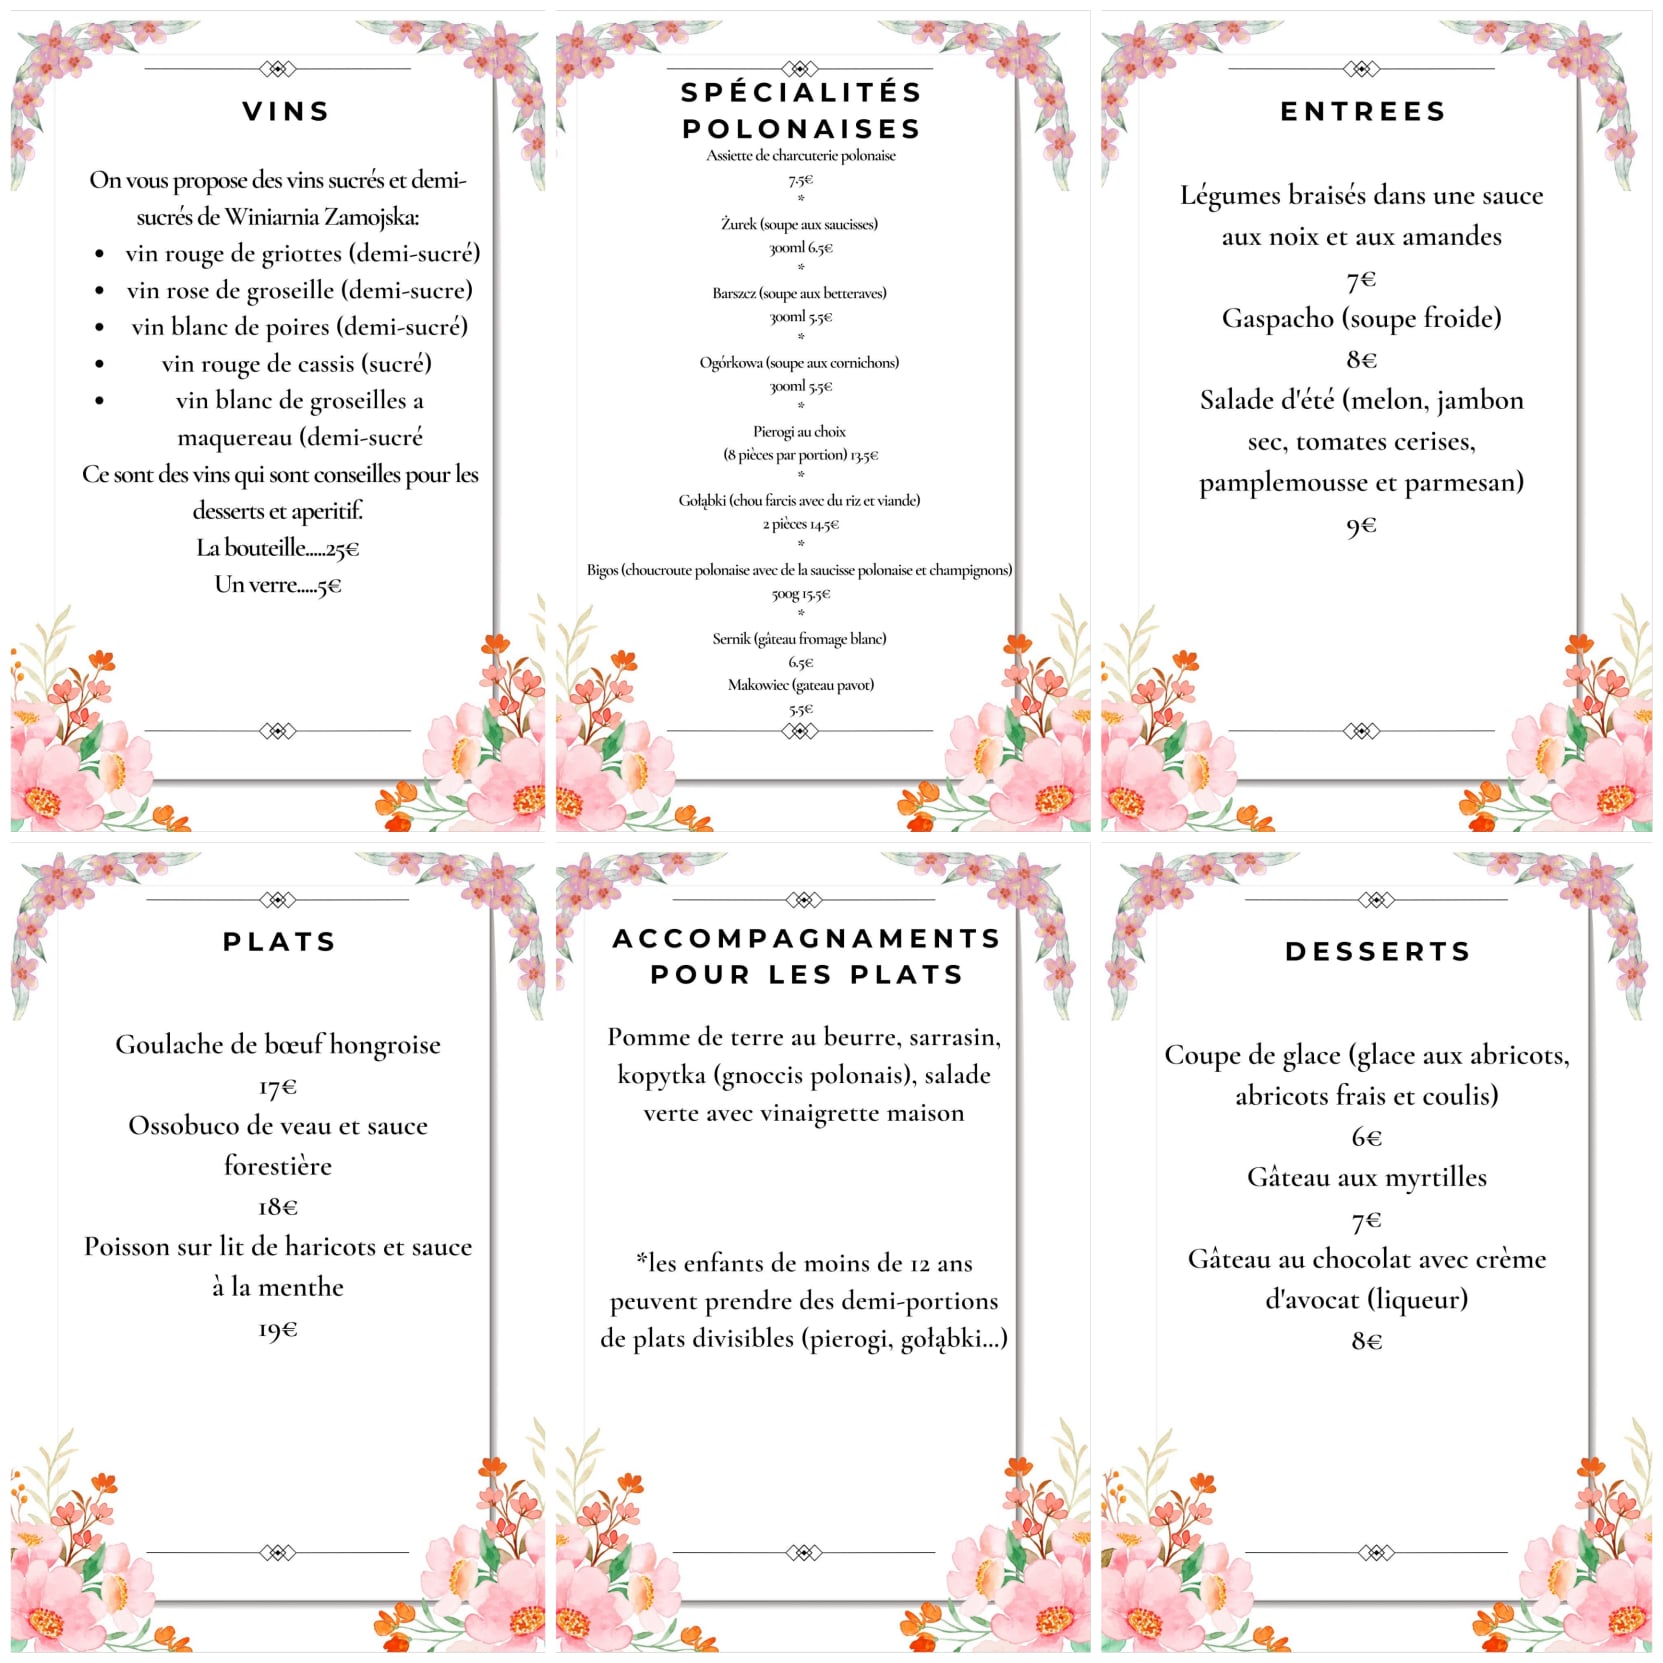 VINS
On vous propose des vins sucrés et demi-
sucrés de Winiarnia Zamojska:
• vin rouge de griottes (demi-sucré)
• vin rose de groseille (demi-sucre)
• vin blanc de poires (demi-sucré)
• vin rouge de cassis (sucré)
• vin blanc de groseilles a
maquereau (demi-sucré
Ce sont des vins qui sont conseilles pour les
desserts et aperitif.
La bouteille.....25€
Un verre.....5€
SPÉCIALITÉS
POLONAISES
Assiette de charcuterie polonaise
7.5€
*
Żurek (soupe aux saucisses)
300ml 6.5€
*
Barszcz (soupe aux betteraves)
300ml 5.5€
*
Ogórkowa (soupe aux cornichons)
300ml 5.5€
*
Pierogi au choix
(8 pièces par portion) 13.5€
*
Gołąbki (chou farcis avec du riz et viande)
2 pièces 14.5€
*
Bigos (choucroute polonaise avec de la saucisse polonaise et champignons)
500g 15.5€
*
Sernik (gâteau fromage blanc)
6.5€
Makowiec (gateau pavot)
5.5€
ENTREES
Légumes braisés dans une sauce
aux noix et aux amandes
7€
Gaspacho (soupe froide)
8€
Salade d'été (melon, jambon
sec, tomates cerises,
pamplemousse et parmesan)
9€
PLATS
Goulache de bœuf hongroise
17€
Ossobuco de veau et sauce
forestière
18€
Poisson sur lit de haricots et sauce
à la menthe
19€
ACCOMPAGNAMENTS
POUR LES PLATS
Pomme de terre au beurre, sarrasin,
kopytka (gnoccis polonais), salade
verte avec vinaigrette maison
*les enfants de moins de 12 ans
peuvent prendre des demi-portions
de plats divisibles (pierogi, gołąbki...)
DESSERTS
Coupe de glace (glace aux abricots,
abricots frais et coulis)
6€
Gâteau aux myrtilles
7€
Gâteau au chocolat avec crème
d'avocat (liqueur)
8€